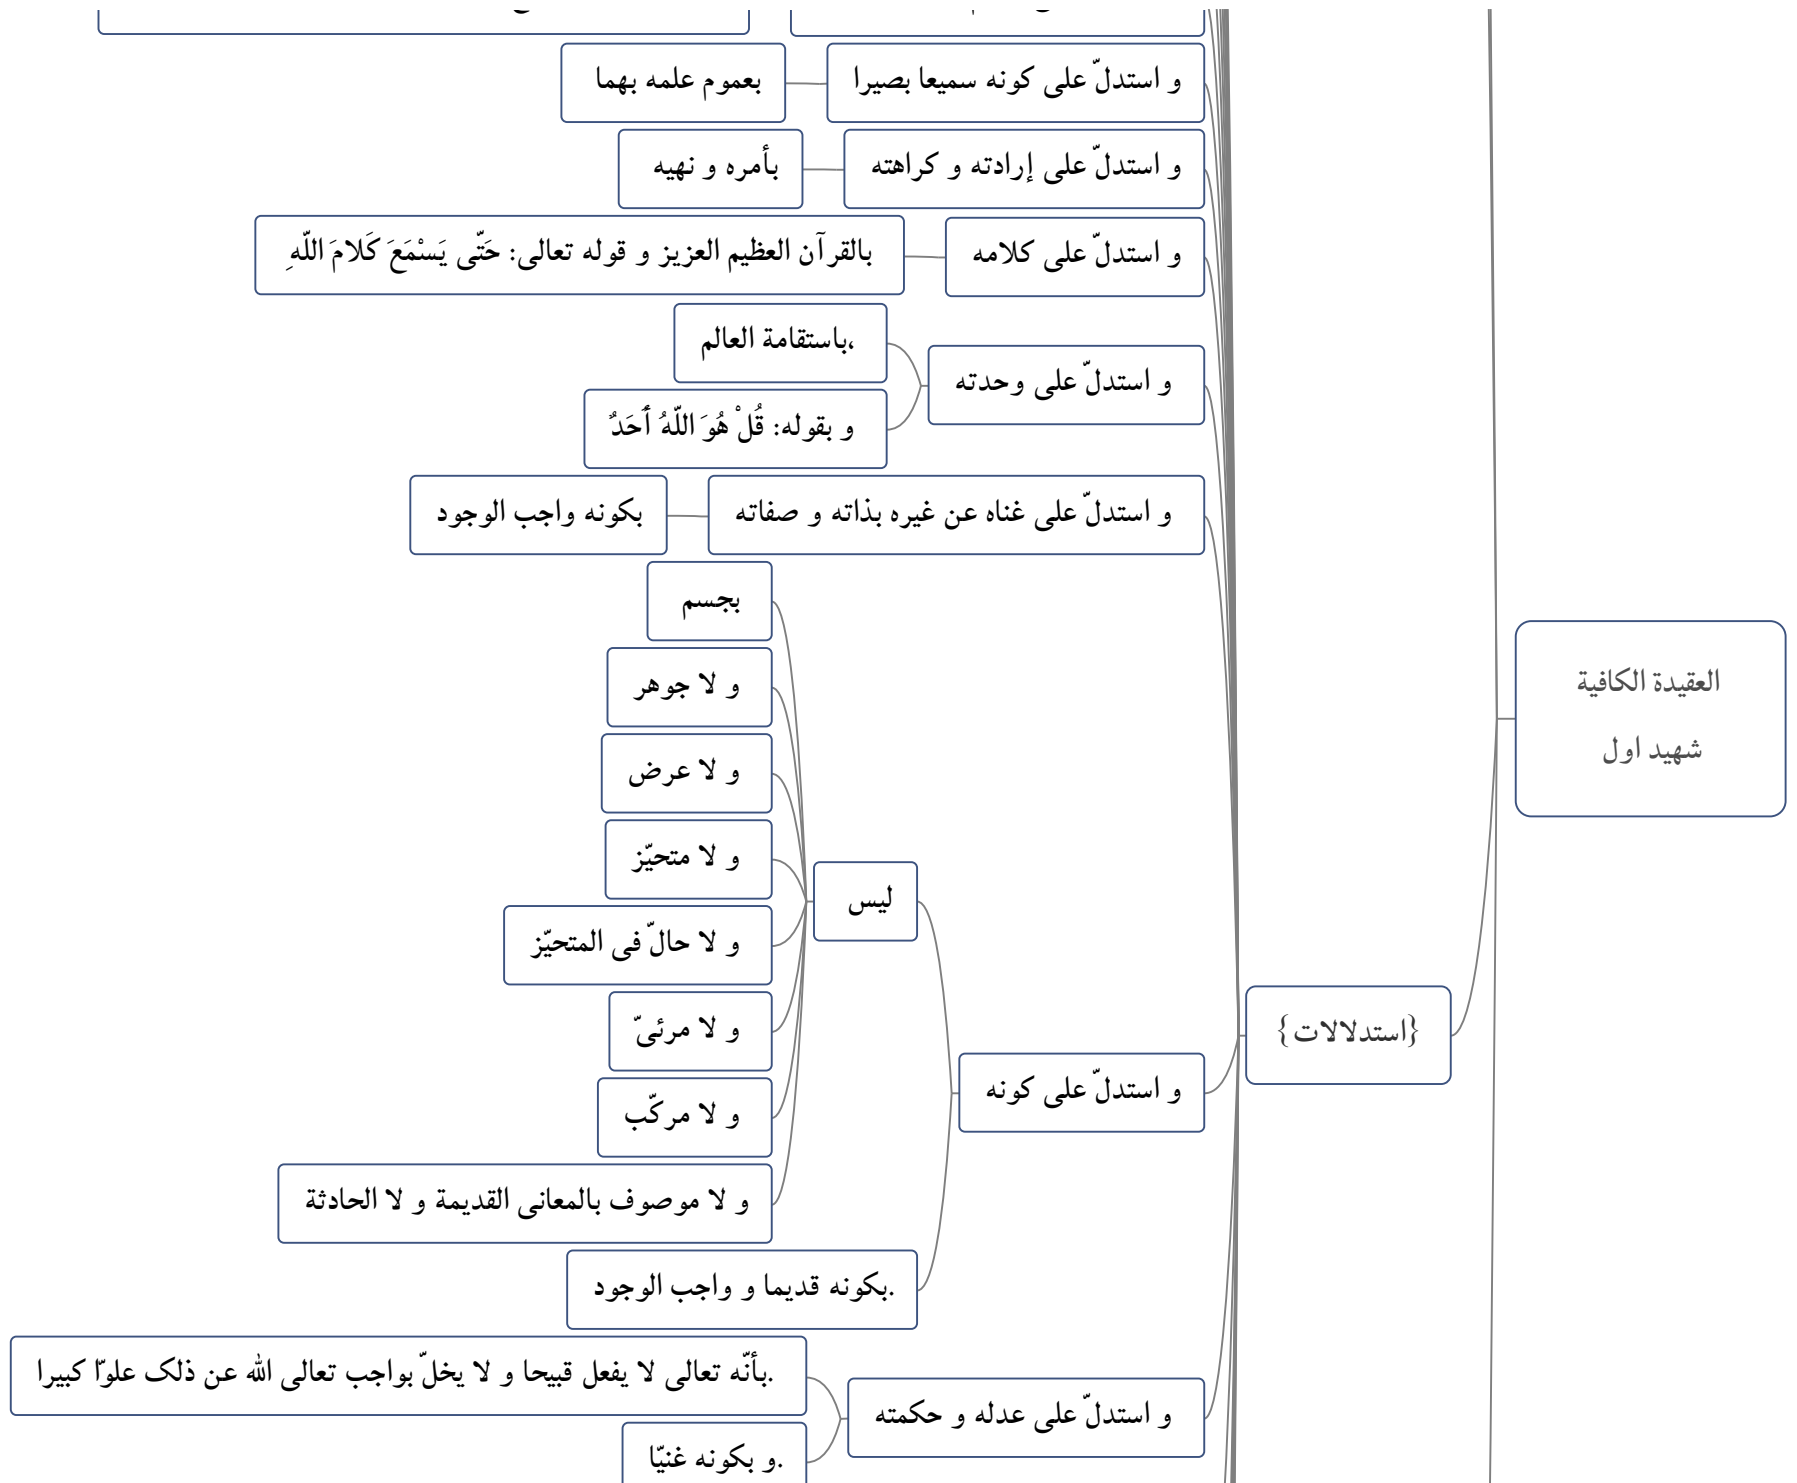 العقيدة الكافية
شهيد اول
{استدلالات}
و استدلّ على كونه سميعا بصيرا
بعموم علمه بهما
و استدلّ على إرادته و كراهته
بأمره و نهيه
و استدلّ على كلامه
بالقرآن العظيم العزيز و قوله تعالى: حَتّى يَسْمَعَ كَلامَ اللّهِ
و استدلّ على وحدته
،باستقامة العالم
و بقوله: قُلْ هُوَ اللّهُ أَحَدٌ
و استدلّ على غناه عن غيره بذاته و صفاته
بكونه واجب الوجود
و استدلّ على كونه
ليس
بجسم
و لا جوهر
و لا عرض
و لا متحيّز
و لا حالّ فى المتحيّز
و لا مرئىّ
و لا مركّب
و لا موصوف بالمعانى القديمة و لا الحادثة
.بكونه قديما و واجب الوجود
و استدلّ على عدله و حكمته
.بأنّه تعالى لا يفعل قبيحا و لا يخلّ بواجب تعالى الله عن ذلک علوّا كبيرا
.و بكونه غنيّا